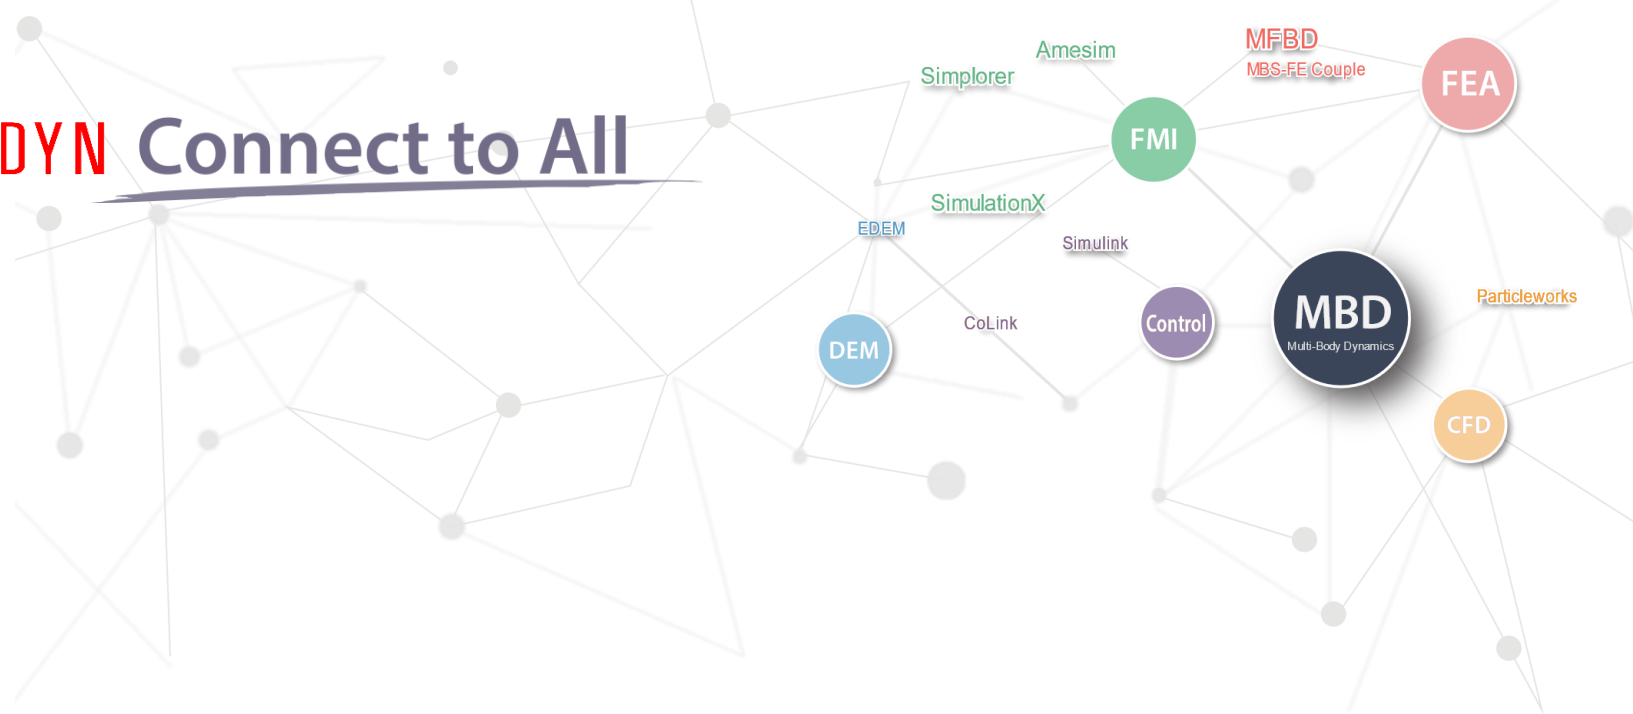 DYN Connect to All
Amesim
Simplorer
MFBD
MBS-FE Couple
FEA
FMI
SimulationX
EDEM
Simulink
CoLink
Control
DEM
MBD
Multi-Body Dynamics
Particleworks
CFD